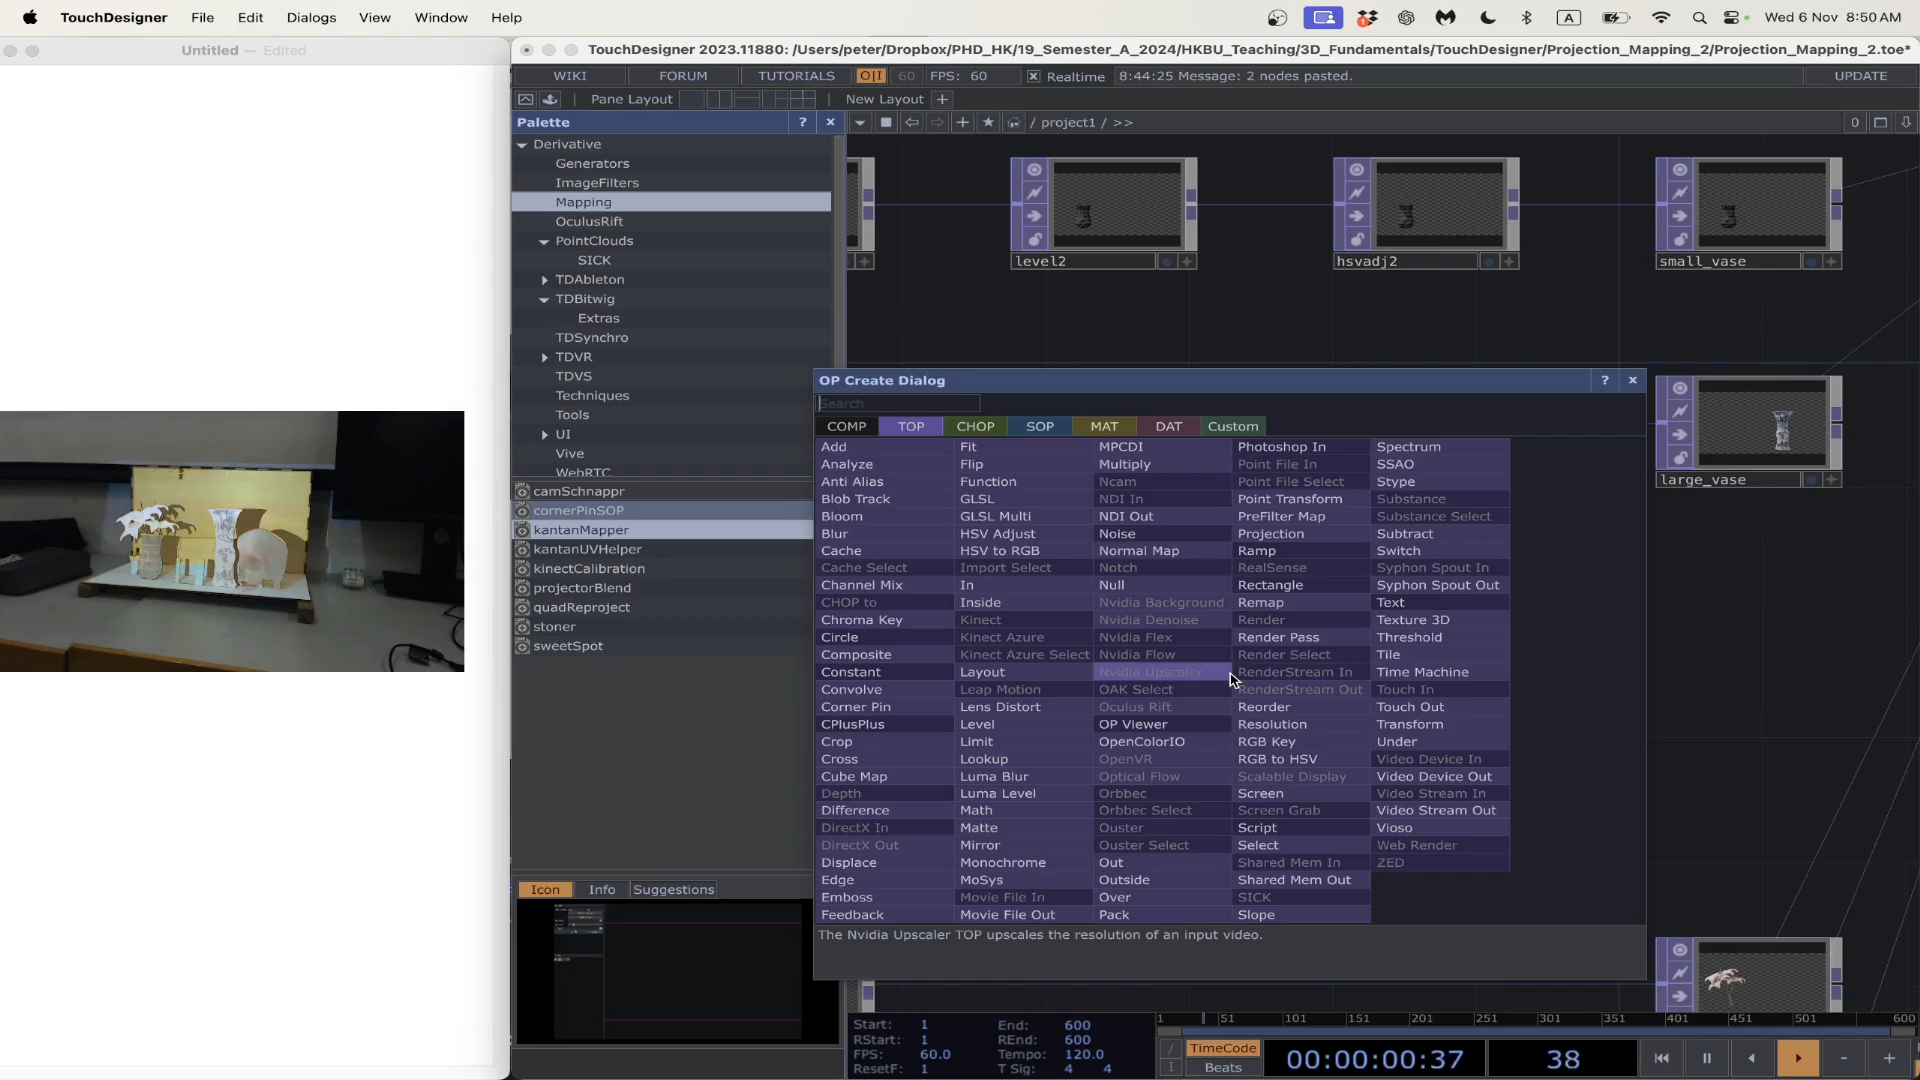 TouchDesigner File Edit Dialogs View Window Help
A Wed 6 Nov 8:50 AM
Untitled — Edited
TouchDesigner 2023.11880: /Users/peter/Dropbox/PHD_HK/19_Semester_A_2024/HKBU_Teaching/3D_Fundamentals/TouchDesigner/Projection_Mapping_2/Projection_Mapping_2.toe*
WIKI FORUM TUTORIALS O|I 60 FPS: 60 Realtime 8:44:25 Message: 2 nodes pasted. UPDATE
Pane Layout New Layout +
Palette ? x
/ project1 / >> 0
Derivative
Generators
ImageFilters
Mapping
OculusRift
PointClouds
SICK
TDAbleton
TDBitwig
Extras
TDSynchro
TDVR
TDVS
Techniques
Tools
UI
Vive
WebRTC
camSchnappr
cornerPinSOP
kantanMapper
kantanUVHelper
kinectCalibration
projectorBlend
quadReproject
stoner
sweetSpot
Icon Info Suggestions
level2 hsvadj2 small_vase
large_vase
OP Create Dialog ? x
Search
COMP TOP CHOP SOP MAT DAT Custom
Add Fit MPCDI Photoshop In Spectrum
Analyze Flip Multiply Point File In SSAO
Anti Alias Function Ncam Point File Select Stype
Blob Track GLSL NDI In Point Transform Substance
Bloom GLSL Multi NDI Out PreFilter Map Substance Select
Blur HSV Adjust Noise Projection Subtract
Cache HSV to RGB Normal Map Ramp Switch
Cache Select Import Select Notch RealSense Syphon Spout In
Channel Mix In Null Rectangle Syphon Spout Out
CHOP to Inside Nvidia Background Remap Text
Chroma Key Kinect Nvidia Denoise Render Texture 3D
Circle Kinect Azure Nvidia Flex Render Pass Threshold
Composite Kinect Azure Select Nvidia Flow Render Select Tile
Constant Layout Nvidia Upscaler RenderStream In Time Machine
Convolve Leap Motion OAK Select RenderStream Out Touch In
Corner Pin Lens Distort Oculus Rift Reorder Touch Out
CPlusPlus Level OP Viewer Resolution Transform
Crop Limit OpenColorIO RGB Key Under
Cross Lookup OpenVR RGB to HSV Video Device In
Cube Map Luma Blur Optical Flow Scalable Display Video Device Out
Depth Luma Level Orbbec Screen Video Stream In
Difference Math Orbbec Select Screen Grab Video Stream Out
DirectX In Matte Ouster Script Vioso
DirectX Out Mirror Ouster Select Select Web Render
Displace Monochrome Out Shared Mem In ZED
Edge MoSys Outside Shared Mem Out
Emboss Movie File In Over SICK
Feedback Movie File Out Pack Slope
The Nvidia Upscaler TOP upscales the resolution of an input video.
Start: 1 End: 600
RStart: 1 REnd: 600
FPS: 60.0 Tempo: 120.0
ResetF: 1 T Sig: 4 4
1 51 101 151 201 251 301 351 401 451 501 600
TimeCode
Beats
00:00:00:37 38